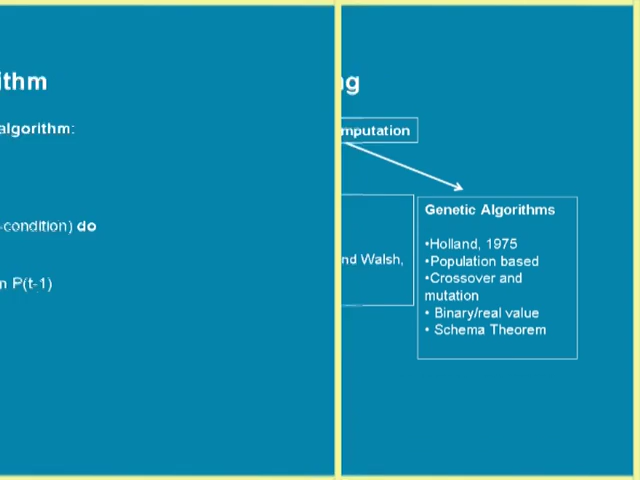 ithm
algorithm:
-condition) do
n P(t-1)
ng
mputation
nd Walsh,
Genetic Algorithms
•Holland, 1975
•Population based
•Crossover and
mutation
• Binary/real value
• Schema Theorem